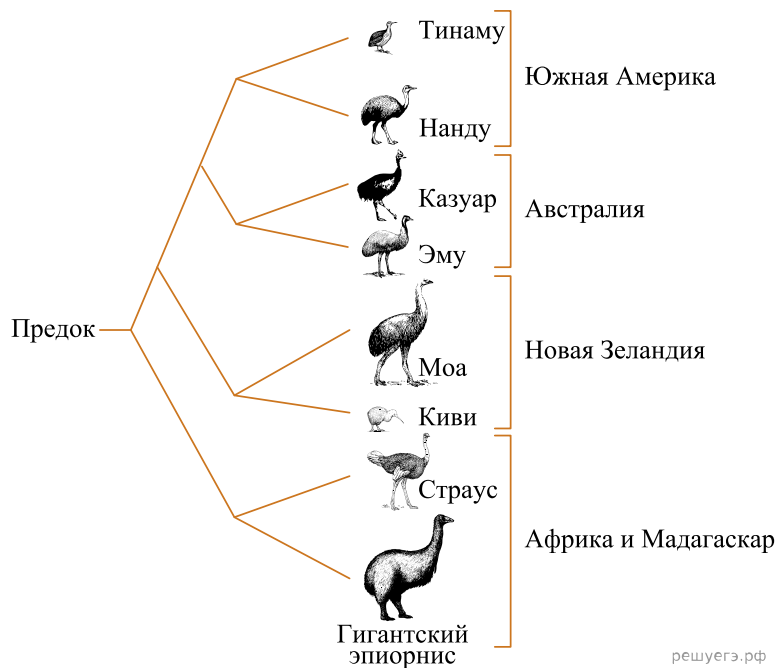 Тинаму
Южная Америка
Нанду
Казуар
Австралия
Эму
Предок
Моа
Новая Зеландия
Киви
Страус
Африка и Мадагаскар
Гигантский
эпиорнис
решуегэ.рф